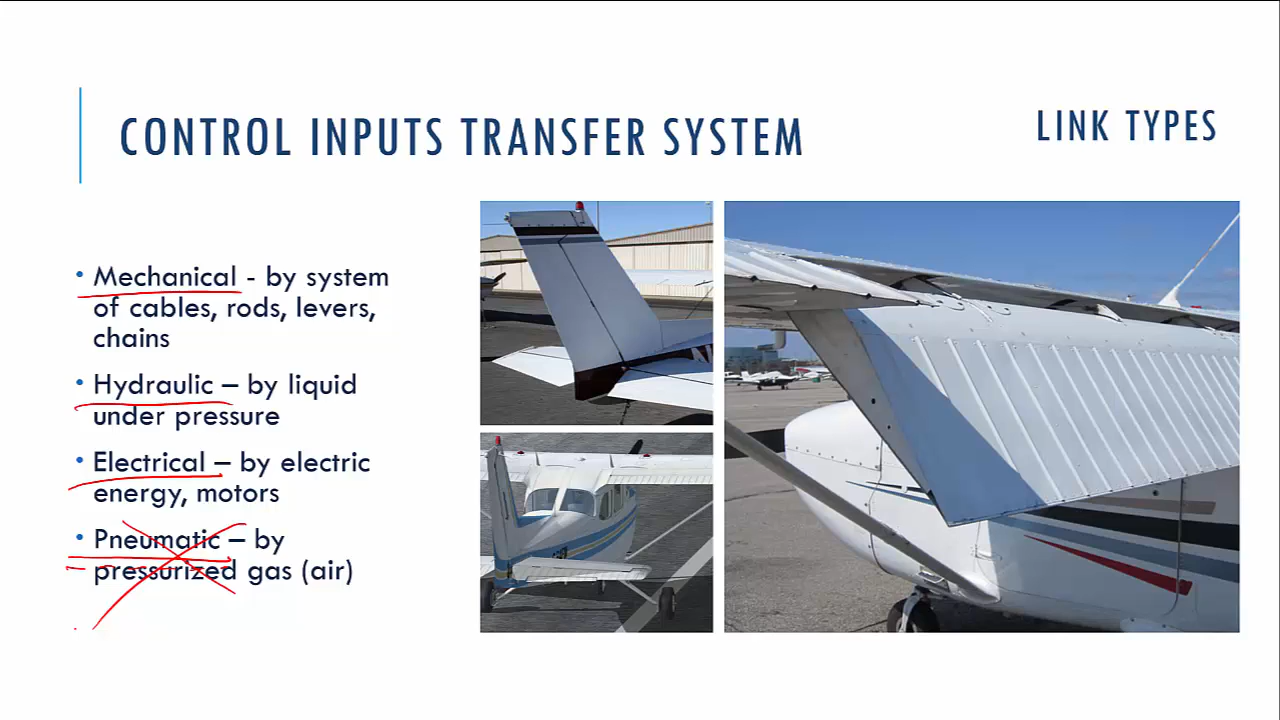 CONTROL INPUTS TRANSFER SYSTEM
LINK TYPES
• Mechanical - by system
of cables, rods, levers,
chains
• Hydraulic – by liquid
under pressure
• Electrical – by electric
energy, motors
• Pneumatic – by
pressurized gas (air)